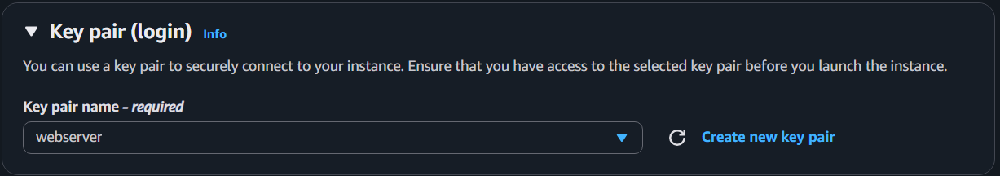 Key pair (login) Info
You can use a key pair to securely connect to your instance. Ensure that you have access to the selected key pair before you launch the instance.
Key pair name - required
webserver Create new key pair